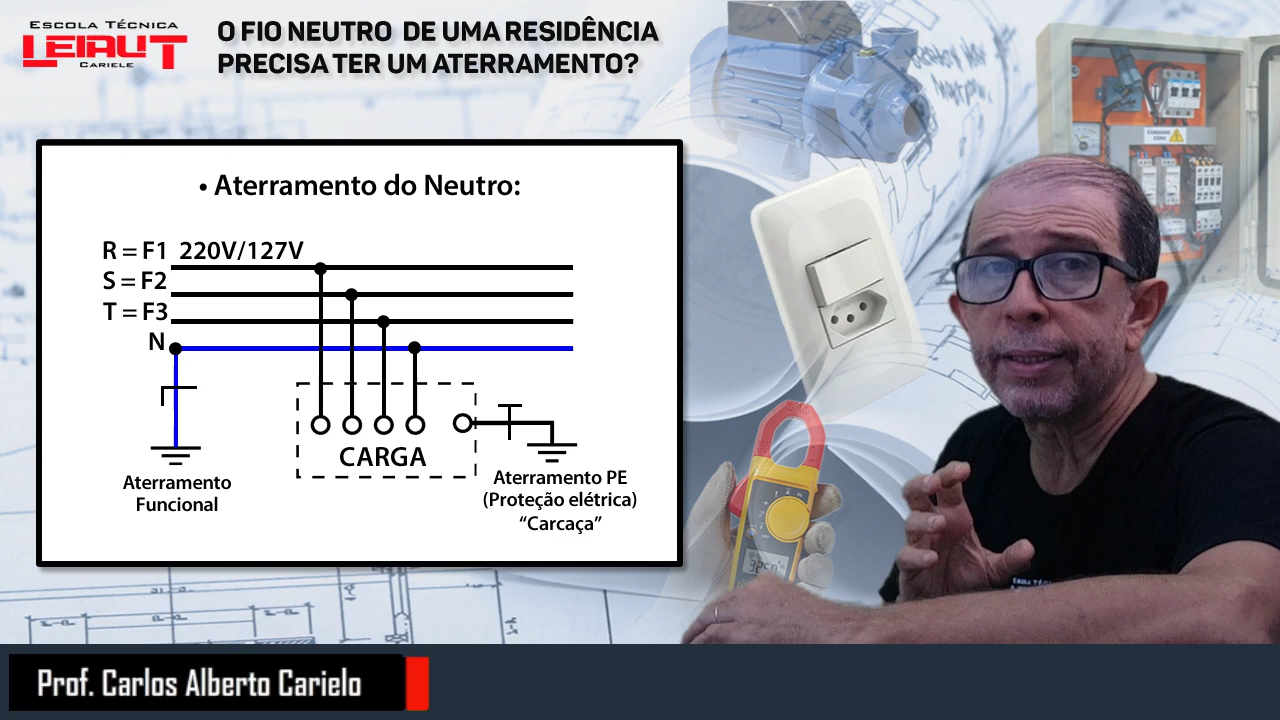 ESCOLA TÉCNICA
LEIAUT
CARIELE
O FIO NEUTRO DE UMA RESIDÊNCIA
PRECISA TER UM ATERRAMENTO?
• Aterramento do Neutro:
R = F1 220V/127V
S = F2
T = F3
N
CARGA
Aterramento
Funcional
Aterramento PE
(Proteção elétrica)
“Carcaça”
Prof. Carlos Alberto Carielo